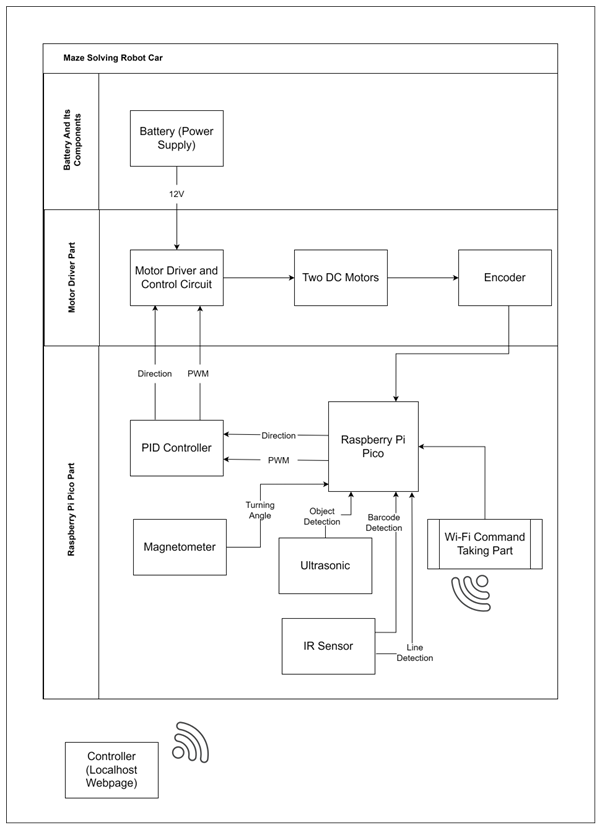 Maze Solving Robot Car
Battery And Its
Components
Battery (Power
Supply)
12V
Motor Driver Part
Motor Driver and
Control Circuit
Two DC Motors
Encoder
Raspberry Pi Pico Part
Direction
PWM
PID Controller
Direction
PWM
Raspberry Pi
Pico
Turning
Angle
Object
Detection
Barcode
Detection
Magnetometer
Ultrasonic
Wi-Fi Command
Taking Part
IR Sensor
Line
Detection
Controller
(Localhost
Webpage)